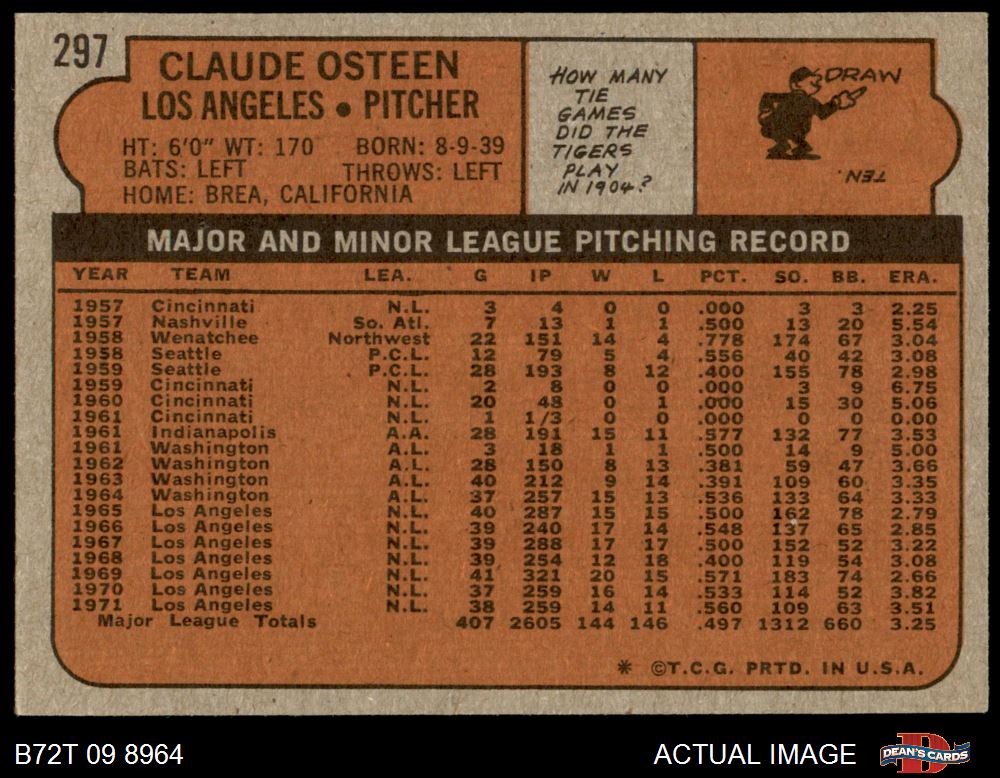 297
CLAUDE OSTEEN
LOS ANGELES • PITCHER
HT: 6'0" WT: 170 BORN: 8-9-39
BATS: LEFT THROWS: LEFT
HOME: BREA, CALIFORNIA
HOW MANY
TIE
GAMES
DID THE
TIGERS
PLAY
IN 1904?
DRAW
TEN.
MAJOR AND MINOR LEAGUE PITCHING RECORD
YEAR TEAM LEA. G IP W L PCT. SO. BB. ERA.
1957 Cincinnati N.L. 3 4 0 0 .000 3 3 2.25
1957 Nashville So. Atl. 7 13 1 1 .500 13 20 5.54
1958 Wenatchee Northwest 22 151 14 4 .778 174 67 3.04
1958 Seattle P.C.L. 12 79 5 4 .556 40 42 3.08
1959 Seattle P.C.L. 28 193 8 12 .400 155 78 2.98
1959 Cincinnati N.L. 2 8 0 0 .000 3 9 6.75
1960 Cincinnati N.L. 20 48 0 1 .000 15 30 5.06
1961 Cincinnati N.L. 1 1/3 0 0 .000 0 0 0.00
1961 Indianapolis A.A. 28 191 15 11 .577 132 77 3.53
1961 Washington A.L. 3 18 1 1 .500 14 9 5.00
1962 Washington A.L. 28 150 8 13 .381 59 47 3.66
1963 Washington A.L. 40 212 9 14 .391 109 60 3.35
1964 Washington A.L. 37 257 15 13 .536 133 64 3.33
1965 Los Angeles N.L. 40 287 15 15 .500 162 78 2.79
1966 Los Angeles N.L. 39 240 17 14 .548 137 65 2.85
1967 Los Angeles N.L. 39 288 17 17 .500 152 52 3.22
1968 Los Angeles N.L. 39 254 12 18 .400 119 54 3.08
1969 Los Angeles N.L. 41 321 20 15 .571 183 74 2.66
1970 Los Angeles N.L. 37 259 16 14 .533 114 52 3.82
1971 Los Angeles N.L. 38 259 14 11 .560 109 63 3.51
Major League Totals 407 2605 144 146 .497 1312 660 3.25
* ©T.C.G. PRTD. IN U.S.A.
B72T 09 8964
ACTUAL IMAGE
DEAN'S CARDS